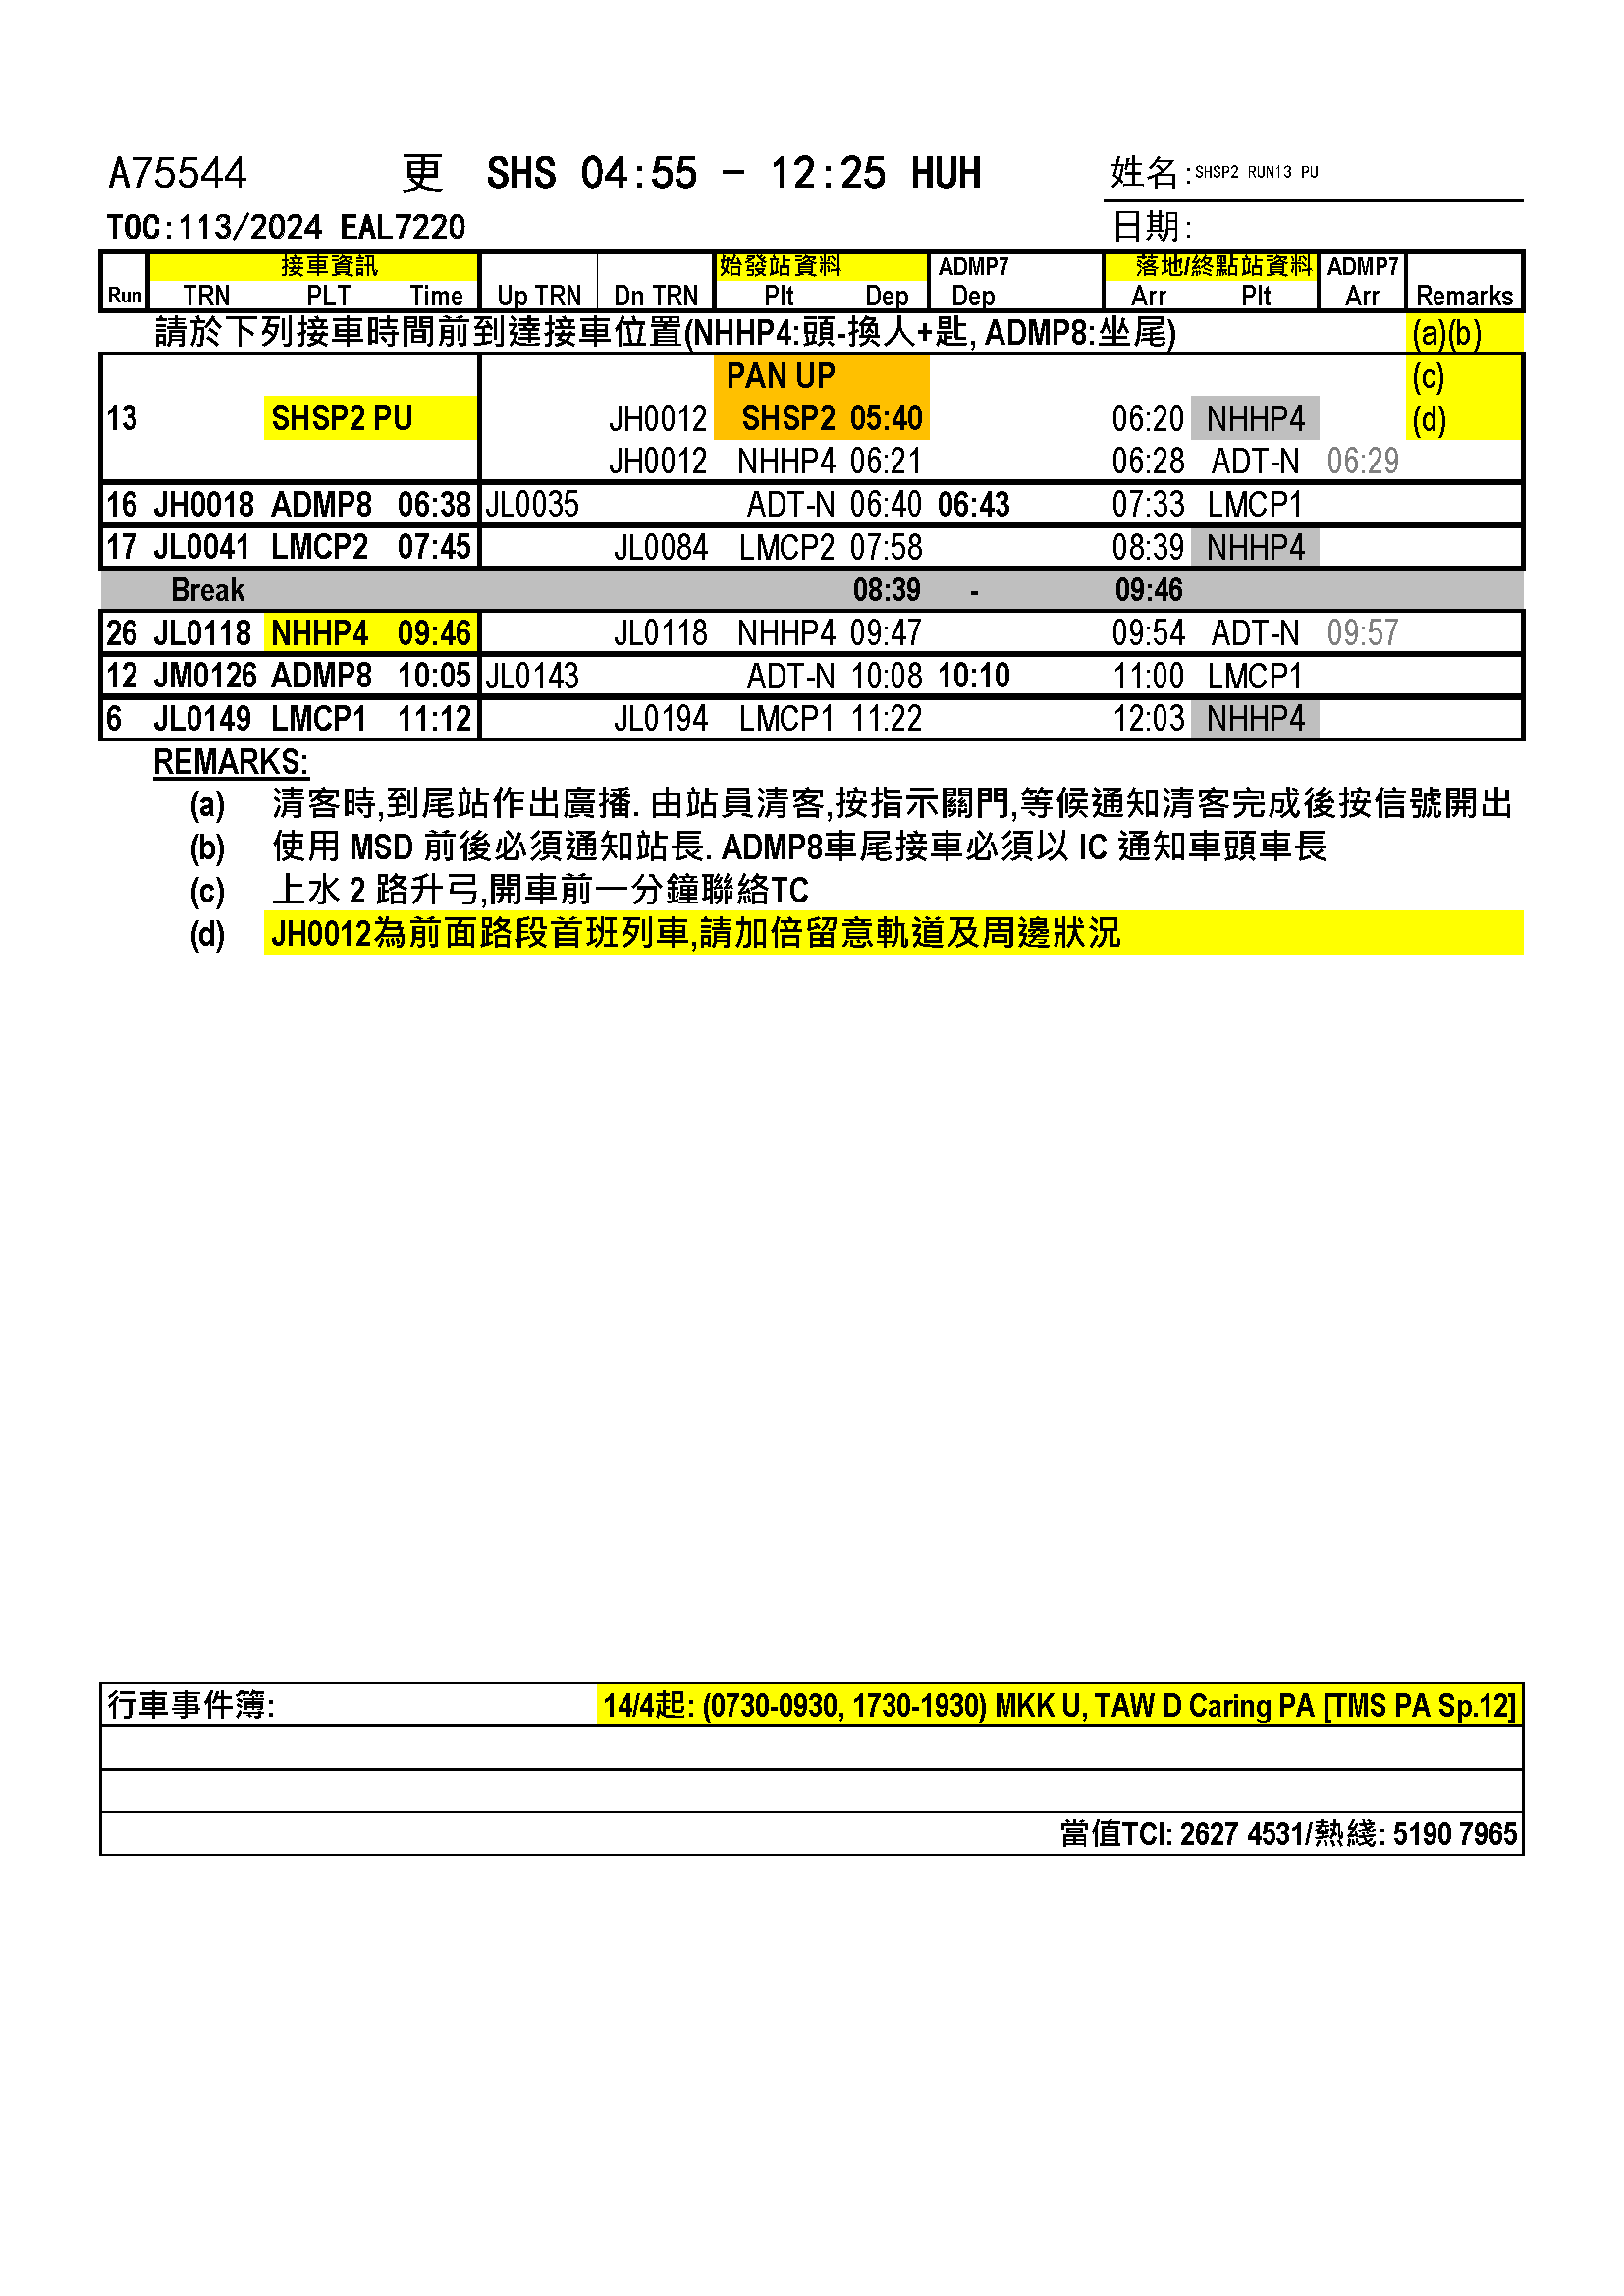 A75544 更 SHS 04:55 - 12:25 HUH 姓名:SHSP2 RUN13 PU
TOC:113/2024 EAL7220 日期:
接車資訊 始發站資料 ADMP7 落地/終點站資料 ADMP7
Run TRN PLT Time Up TRN Dn TRN Plt Dep Dep Arr Plt Arr Remarks
請於下列接車時間前到達接車位置(NHHP4:頭-換人+匙, ADMP8:坐尾) (a)(b)
PAN UP (c)
13 SHSP2 PU JH0012 SHSP2 05:40 06:20 NHHP4 (d)
JH0012 NHHP4 06:21 06:28 ADT-N 06:29
16 JH0018 ADMP8 06:38 JL0035 ADT-N 06:40 06:43 07:33 LMCP1
17 JL0041 LMCP2 07:45 JL0084 LMCP2 07:58 08:39 NHHP4
Break 08:39 - 09:46
26 JL0118 NHHP4 09:46 JL0118 NHHP4 09:47 09:54 ADT-N 09:57
12 JM0126 ADMP8 10:05 JL0143 ADT-N 10:08 10:10 11:00 LMCP1
6 JL0149 LMCP1 11:12 JL0194 LMCP1 11:22 12:03 NHHP4
REMARKS:
(a) 清客時,到尾站作出廣播. 由站員清客,按指示關門,等候通知清客完成後按信號開出
(b) 使用 MSD 前後必須通知站長. ADMP8車尾接車必須以 IC 通知車頭車長
(c) 上水 2 路升弓,開車前一分鐘聯絡TC
(d) JH0012為前面路段首班列車,請加倍留意軌道及周邊狀況
行車事件簿: 14/4起: (0730-0930, 1730-1930) MKK U, TAW D Caring PA [TMS PA Sp.12]
當值TCI: 2627 4531/熱綫: 5190 7965